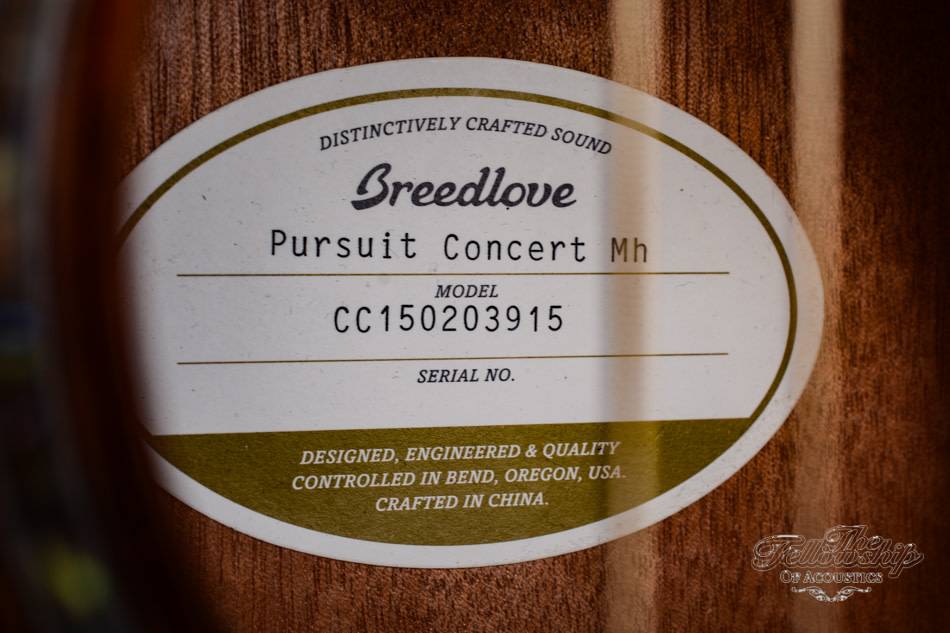 DISTINCTIVELY CRAFTED SOUND
Breedlove
Pursuit Concert Mh
MODEL
CC150203915
SERIAL NO.
DESIGNED, ENGINEERED & QUALITY
CONTROLLED IN BEND, OREGON, USA.
CRAFTED IN CHINA.
The
Fellowship
OF ACOUSTICS